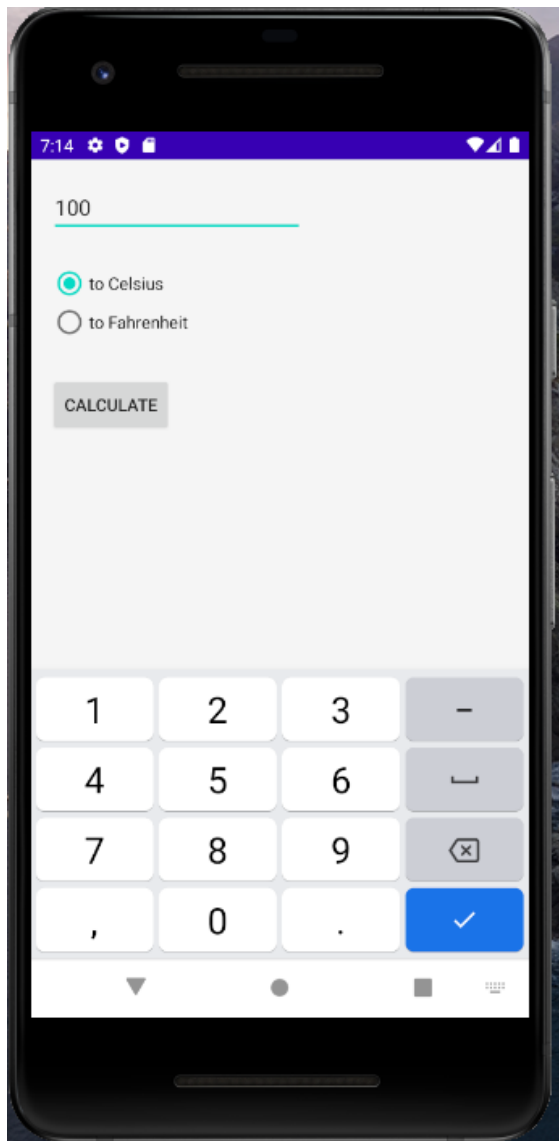 7:14
100
to Celsius
to Fahrenheit
CALCULATE
1 2 3 -
4 5 6
7 8 9
, 0 .